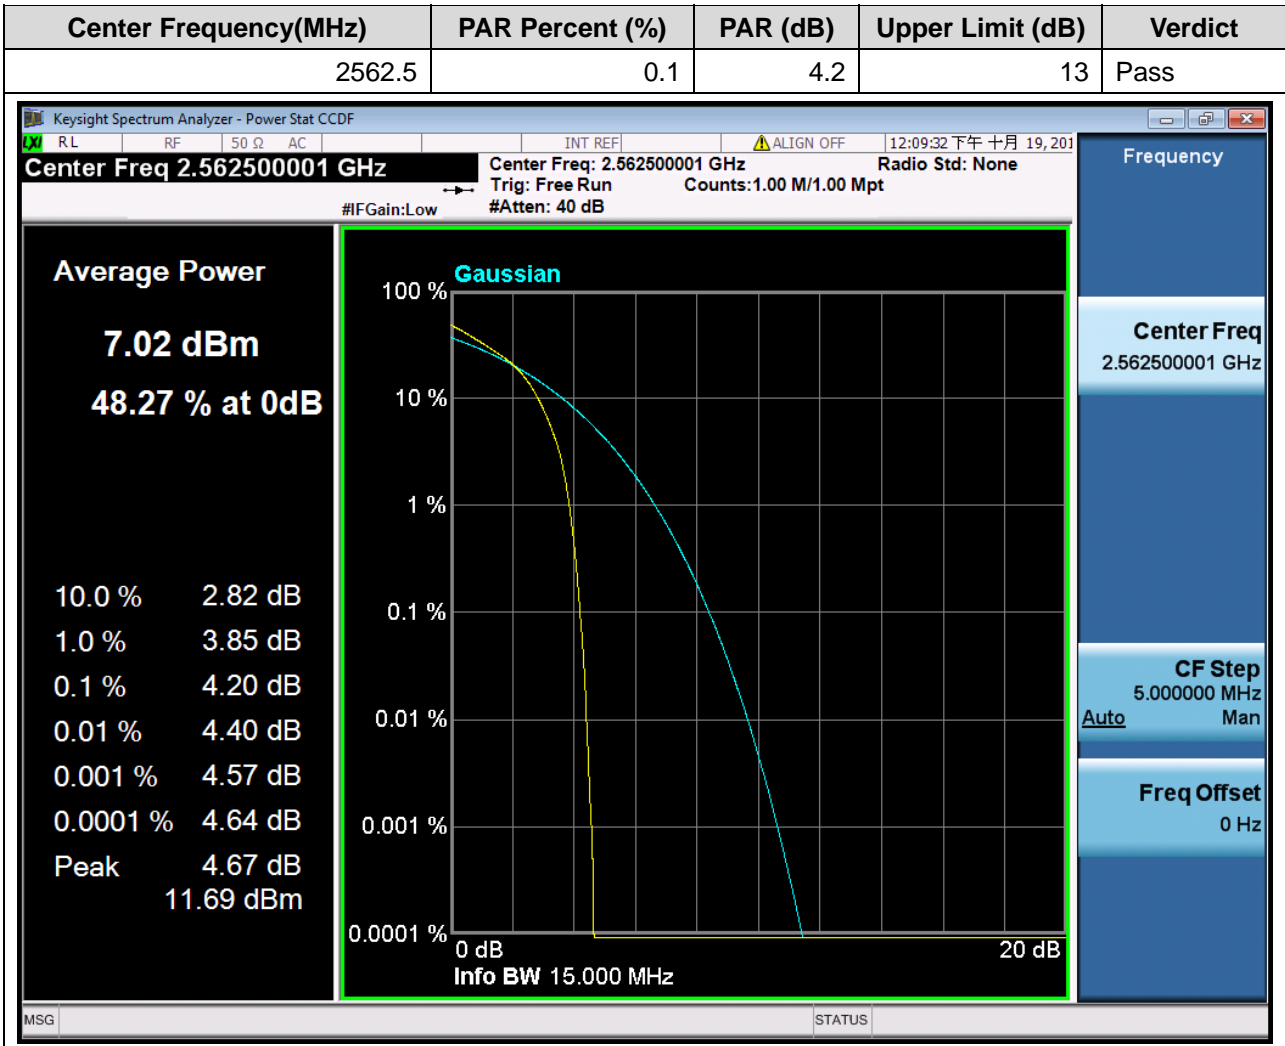 Center Frequency(MHz) PAR Percent (%) PAR (dB) Upper Limit (dB) Verdict
2562.5 0.1 4.2 13 Pass
Keysight Spectrum Analyzer - Power Stat CCDF
LXI RL RF 50 Ω AC INT REF ALIGN OFF 12:09:32 下午 十月 19, 201
Center Freq 2.562500001 GHz
Center Freq: 2.562500001 GHz Radio Std: None
Trig: Free Run Counts:1.00 M/1.00 Mpt
#IFGain:Low #Atten: 40 dB
Frequency
Average Power
7.02 dBm
48.27 % at 0dB
10.0 % 2.82 dB
1.0 % 3.85 dB
0.1 % 4.20 dB
0.01 % 4.40 dB
0.001 % 4.57 dB
0.0001 % 4.64 dB
Peak 4.67 dB
11.69 dBm
Gaussian
100 %
10 %
1 %
0.1 %
0.01 %
0.001 %
0.0001 %
0 dB 20 dB
Info BW 15.000 MHz
Center Freq
2.562500001 GHz
CF Step
5.000000 MHz
Auto Man
Freq Offset
0 Hz
MSG STATUS